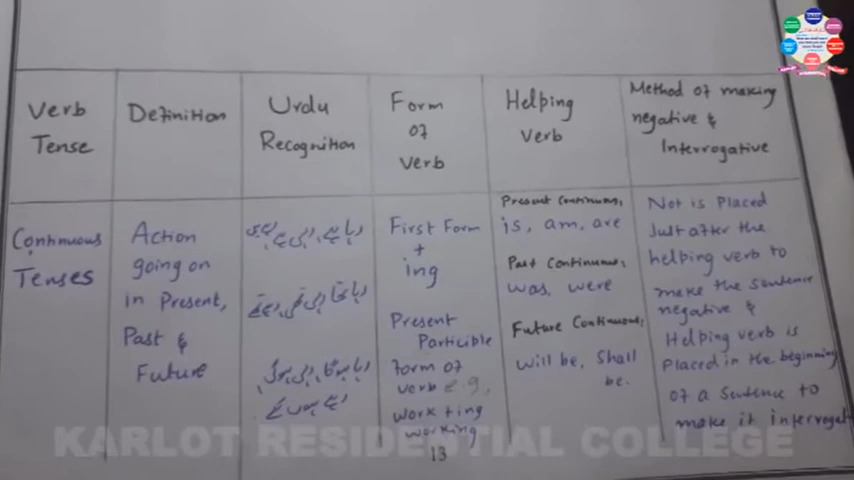 Verb
Tense
Definition
Urdu
Recognition
Form
of
Verb
Helping
Verb
Method of making
negative &
Interrogative
Continuous
Tenses
Action
going on
in Present,
Past &
Future
رہا ہے، رہی ہے، رہے ہیں
رہا تھا، رہی تھی، رہے تھے
رہا ہوگا، رہی ہوگی،
رہے ہوں گے
First Form
+
ing
Present
Participle
form of
verb e.g,
work + ing
working
Present Continuous,
is, am, are
Past Continuous:
was, were
Future Continuous:
will be, Shall
be.
Not is Placed
Just after the
helping verb to
make the sentence
negative &
Helping verb is
Placed in the beginning
of a sentence to
make it interrogat
13
KARLOT RESIDENTIAL COLLEGE